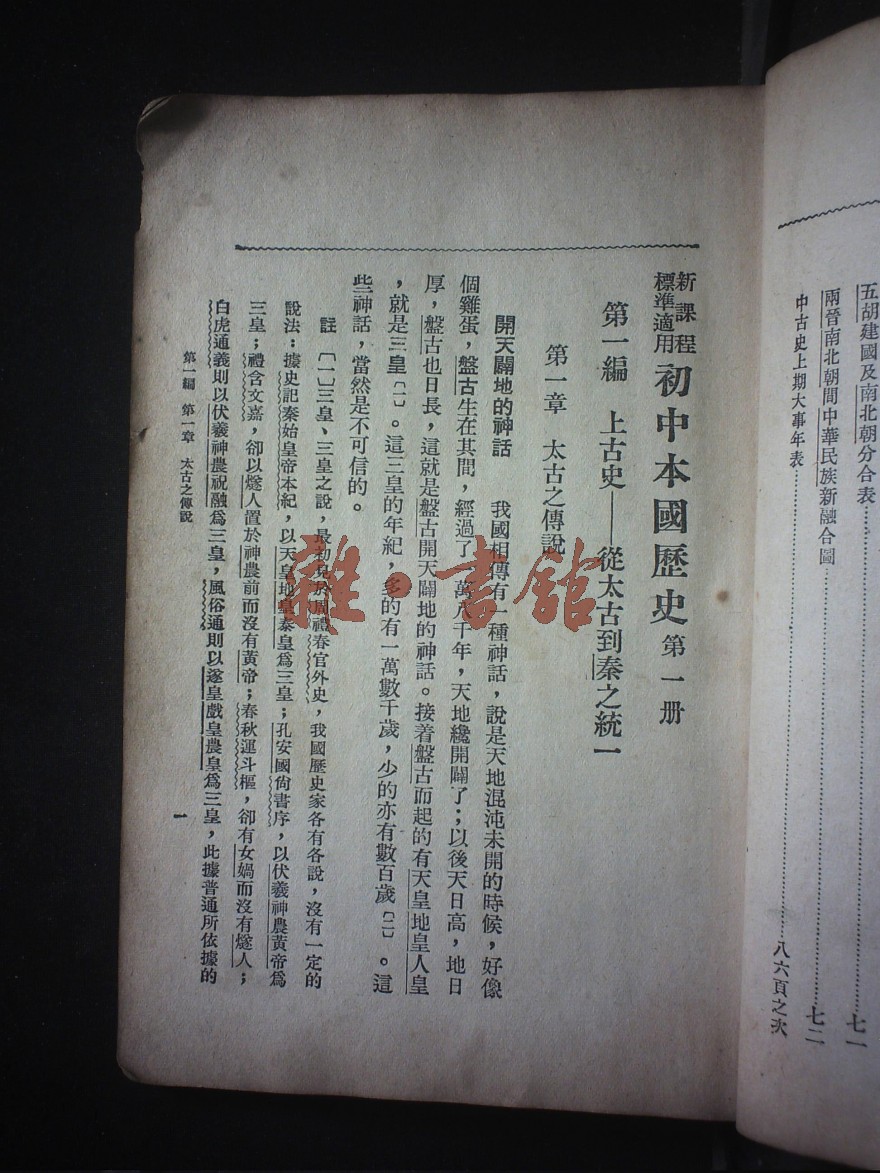 五胡建國及南北朝分合表……七一
兩晉南北朝間中華民族新融合圖……七二
中古史上期大事年表……八六頁之次
新課程標準適用 初中本國歷史 第一册
第一編 上古史——從太古到秦之統一
第一章 太古之傳說
開天闢地的神話 我國相傳有一種神話，說是天地混沌未開的時候，好像
個雞蛋，盤古生在其間，經過了一萬八千年，天地纔開闢了；以後天日高，地日
厚，盤古也日長，這就是盤古開天闢地的神話。接着盤古而起的有天皇地皇人皇
，就是三皇〔一〕。這三皇的年紀，多的有一萬數千歲，少的亦有數百歲〔二〕。這
些神話，當然是不可信的。
註 〔一〕三皇、三皇之說，最初見於周禮春官外史，我國歷史家各有各說，沒有一定的
說法：據史記秦始皇帝本紀，以天皇地皇泰皇爲三皇；孔安國尙書序，以伏羲神農黃帝爲
三皇；禮含文嘉，卻以燧人置於神農前而沒有黃帝；春秋運斗樞，卻有女媧而沒有燧人；
白虎通義則以伏羲神農祝融爲三皇，風俗通則以遂皇戲皇農皇爲三皇，此據普通所依據的
第一編 第一章 太古之傳說
一
雜·書館